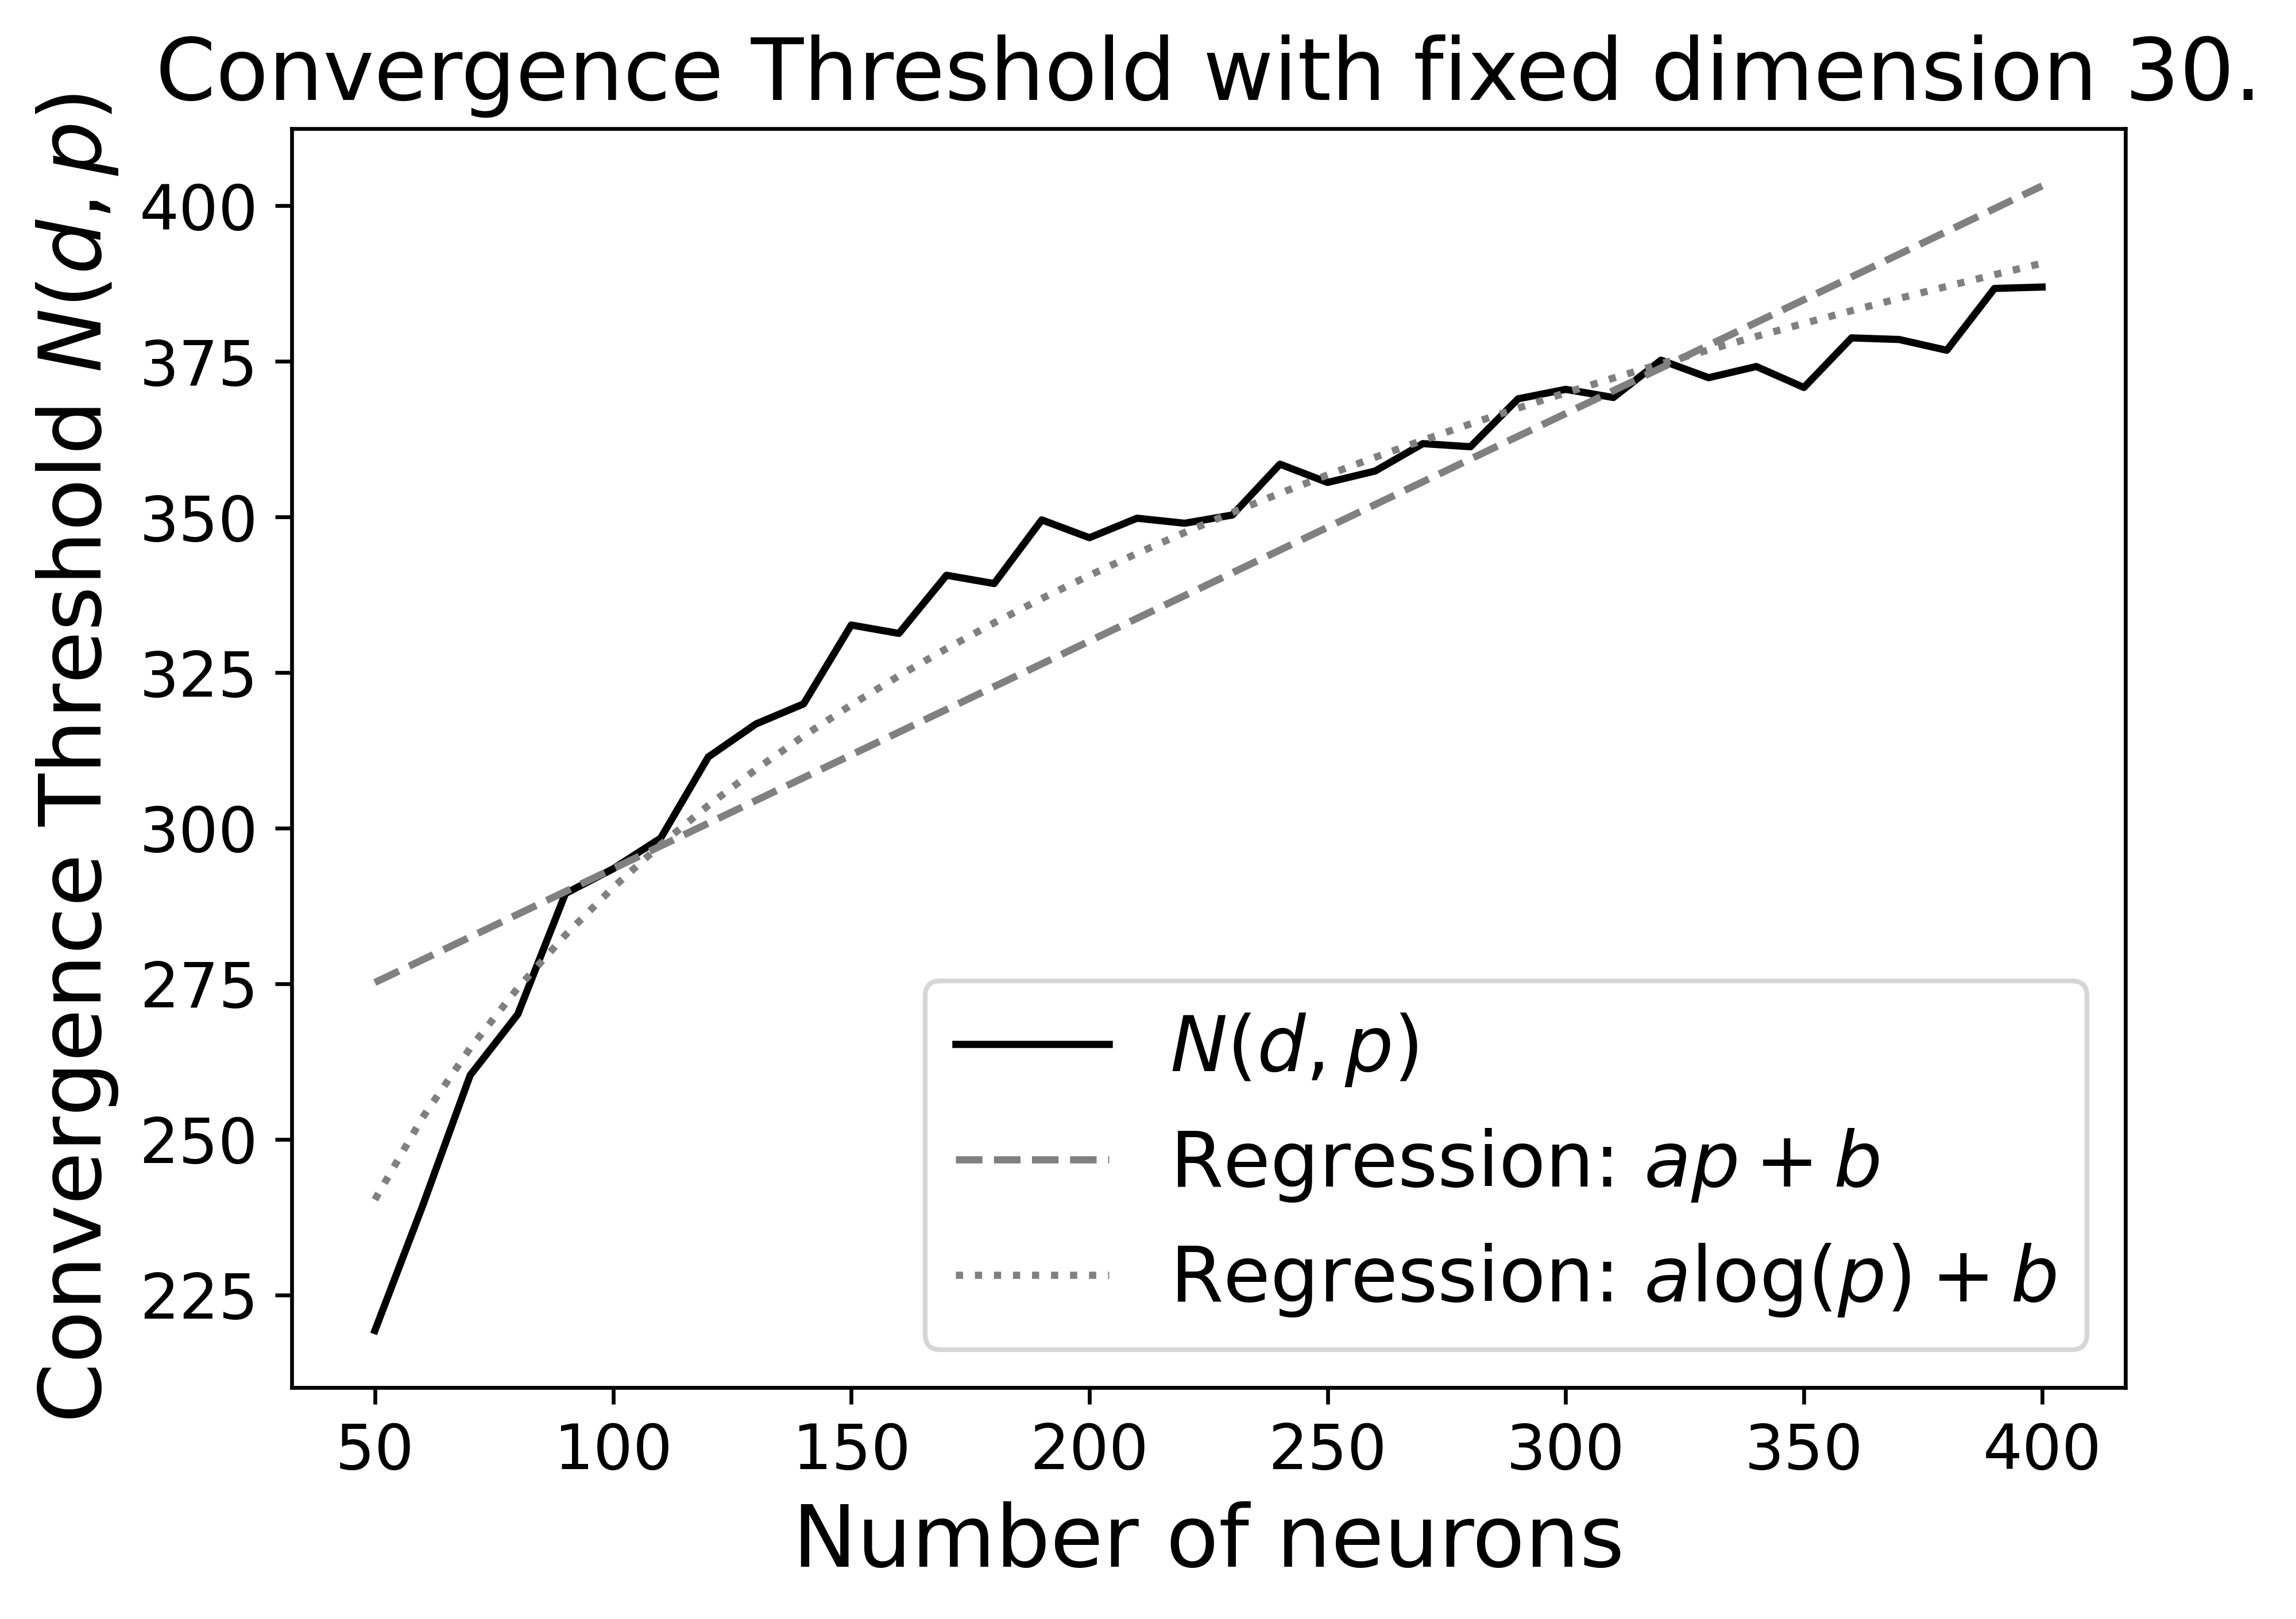 Convergence Threshold with fixed dimension 30.
Convergence Threshold N(d,p)
400
375
350
325
300
275
250
225
N(d,p)
Regression: ap + b
Regression: alog(p) + b
50 100 150 200 250 300 350 400
Number of neurons